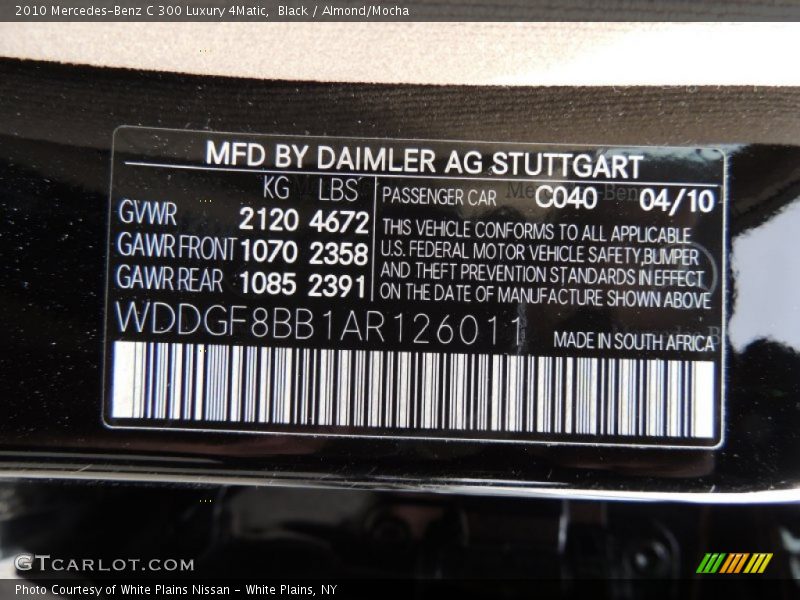 2010 Mercedes-Benz C 300 Luxury 4Matic, Black / Almond/Mocha
MFD BY DAIMLER AG STUTTGART
KG LBS
GVWR 2120 4672
GAWR FRONT 1070 2358
GAWR REAR 1085 2391
PASSENGER CAR C040 04/10
THIS VEHICLE CONFORMS TO ALL APPLICABLE
U.S. FEDERAL MOTOR VEHICLE SAFETY,BUMPER
AND THEFT PREVENTION STANDARDS IN EFFECT
ON THE DATE OF MANUFACTURE SHOWN ABOVE
WDDGF8BB1AR126011
MADE IN SOUTH AFRICA
GTCARLOT.COM
Photo Courtesy of White Plains Nissan - White Plains, NY